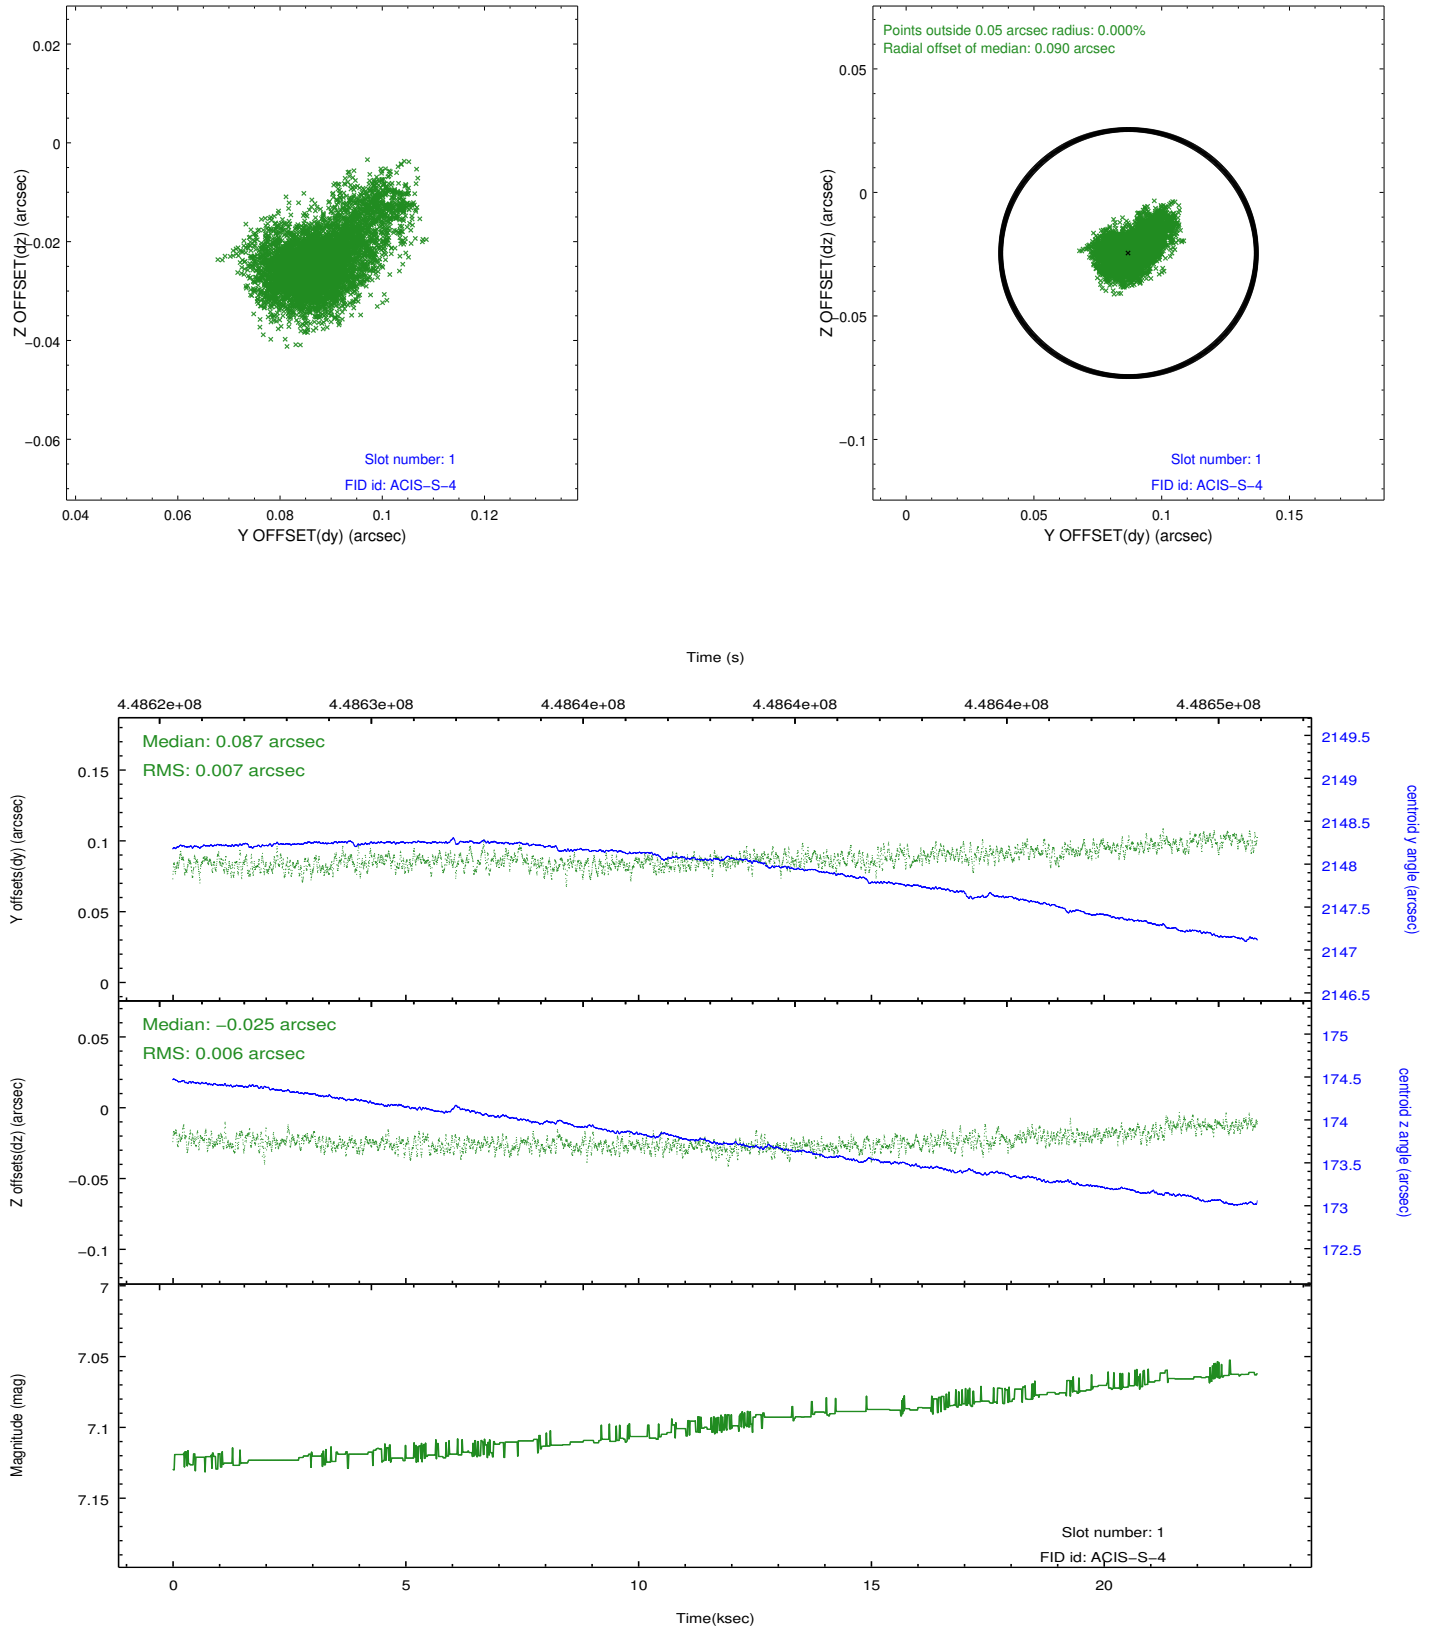 0.02
0
−0.02
−0.04
−0.06
Z OFFSET(dz) (arcsec)
Slot number: 1
FID id: ACIS−S−4
0.04 0.06 0.08 0.1 0.12
Y OFFSET(dy) (arcsec)
Points outside 0.05 arcsec radius: 0.000%
Radial offset of median: 0.090 arcsec
0.05
0
−0.05
−0.1
Z OFFSET(dz) (arcsec)
Slot number: 1
FID id: ACIS−S−4
0 0.05 0.1 0.15
Y OFFSET(dy) (arcsec)
Time (s)
4.4862e+08 4.4863e+08 4.4864e+08 4.4864e+08 4.4864e+08 4.4865e+08
Median: 0.087 arcsec
RMS: 0.007 arcsec
0.15
0.1
0.05
0
Y offsets(dy) (arcsec)
2149.5
2149
2148.5
2148
2147.5
2147
2146.5
centroid y angle (arcsec)
Median: −0.025 arcsec
RMS: 0.006 arcsec
0.05
0
−0.05
−0.1
Z offsets(dz) (arcsec)
175
174.5
174
173.5
173
172.5
centroid z angle (arcsec)
7
7.05
7.1
7.15
Magnitude (mag)
Slot number: 1
FID id: ACIS−S−4
0 5 10 15 20
Time(ksec)